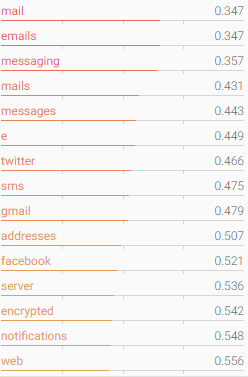 mail 0.347
emails 0.347
messaging 0.357
mails 0.431
messages 0.443
e 0.449
twitter 0.466
sms 0.475
gmail 0.479
addresses 0.507
facebook 0.521
server 0.536
encrypted 0.542
notifications 0.548
web 0.556